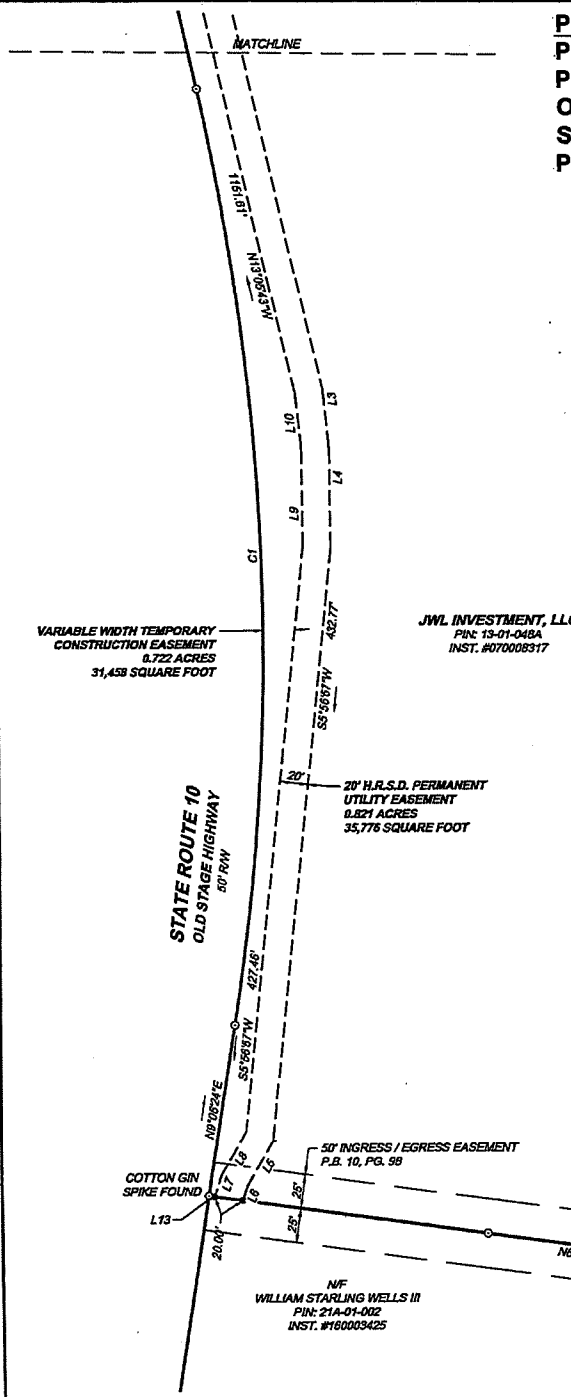 P
P
P
O
S
P
MATCHLINE
1151.61'
N13°06'43"W
L3
L10
L4
L9
C1
VARIABLE WIDTH TEMPORARY
CONSTRUCTION EASEMENT
0.722 ACRES
31,458 SQUARE FOOT
432.77'
S5°56'57"W
JWL INVESTMENT, LLC
PIN: 13-01-048A
INST. #070008317
20'
20' H.R.S.D. PERMANENT
UTILITY EASEMENT
0.821 ACRES
35,776 SQUARE FOOT
STATE ROUTE 10
OLD STAGE HIGHWAY
50' R/W
427.46'
S5°56'57"W
N9°06'24"E
L8
L5
L7
L6
50' INGRESS / EGRESS EASEMENT
P.B. 10, PG. 98
COTTON GIN
SPIKE FOUND
L13
20.00'
25'
25'
N8
N/F
WILLIAM STARLING WELLS III
PIN: 21A-01-002
INST. #160003425